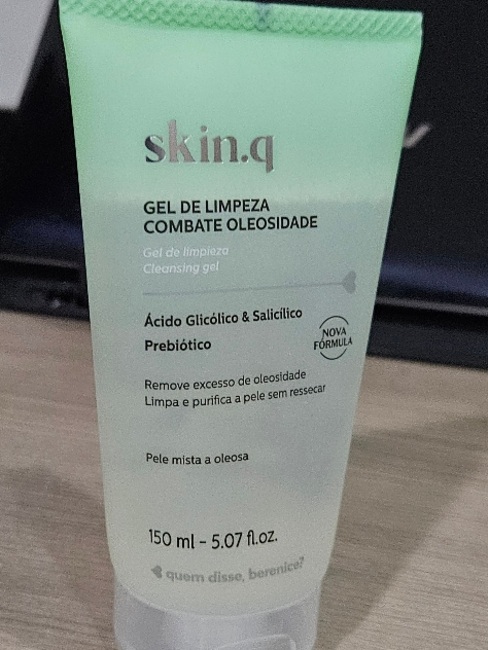 skin.q
GEL DE LIMPEZA
COMBATE OLEOSIDADE
Gel de limpieza
Cleansing gel
Ácido Glicólico & Salicílico
Prebiótico
NOVA
FÓRMULA
Remove excesso de oleosidade
Limpa e purifica a pele sem ressecar
Pele mista a oleosa
150 ml - 5.07 fl.oz.
quem disse, berenice?